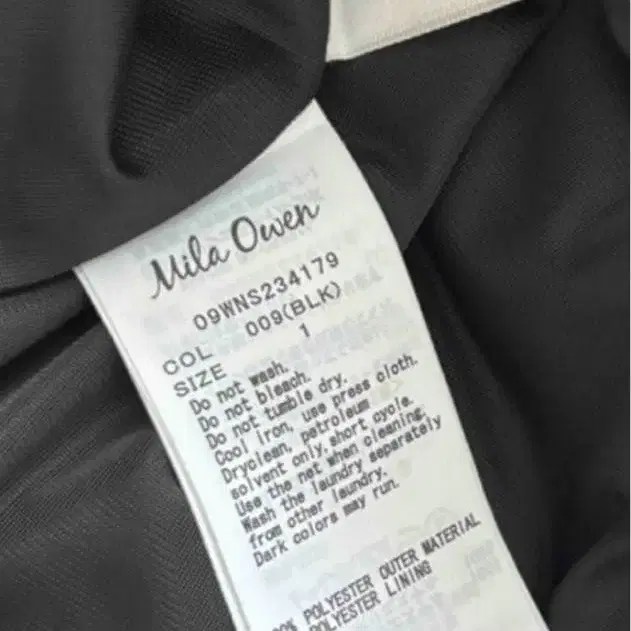 Mila Owen
09WNS234179
COL 009(BLK)
SIZE 1
Do not wash.
Do not bleach.
Do not tumble dry.
Cool iron, use press cloth.
Dryclean, petroleum
solvent only,short cycle.
Use the net when cleaning.
Wash the laundry separately
from other laundry.
Dark colors may run.
POLYESTER OUTER MATERIAL
POLYESTER LINING